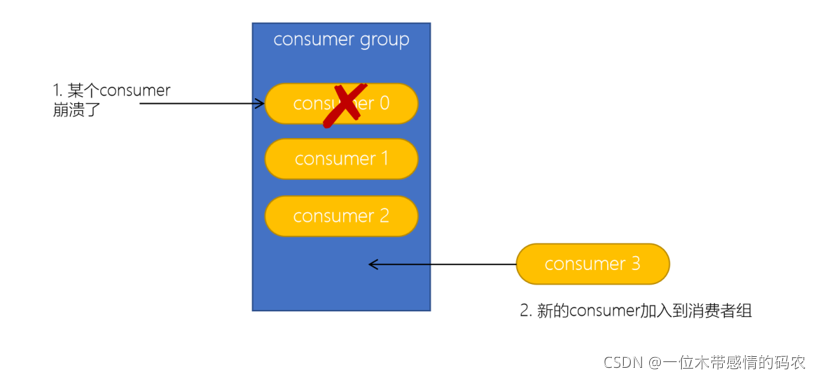 consumer group
1. 某个consumer
崩溃了
consumer 0
consumer 1
consumer 2
consumer 3
2. 新的consumer加入到消费者组
CSDN @一位木带感情的码农